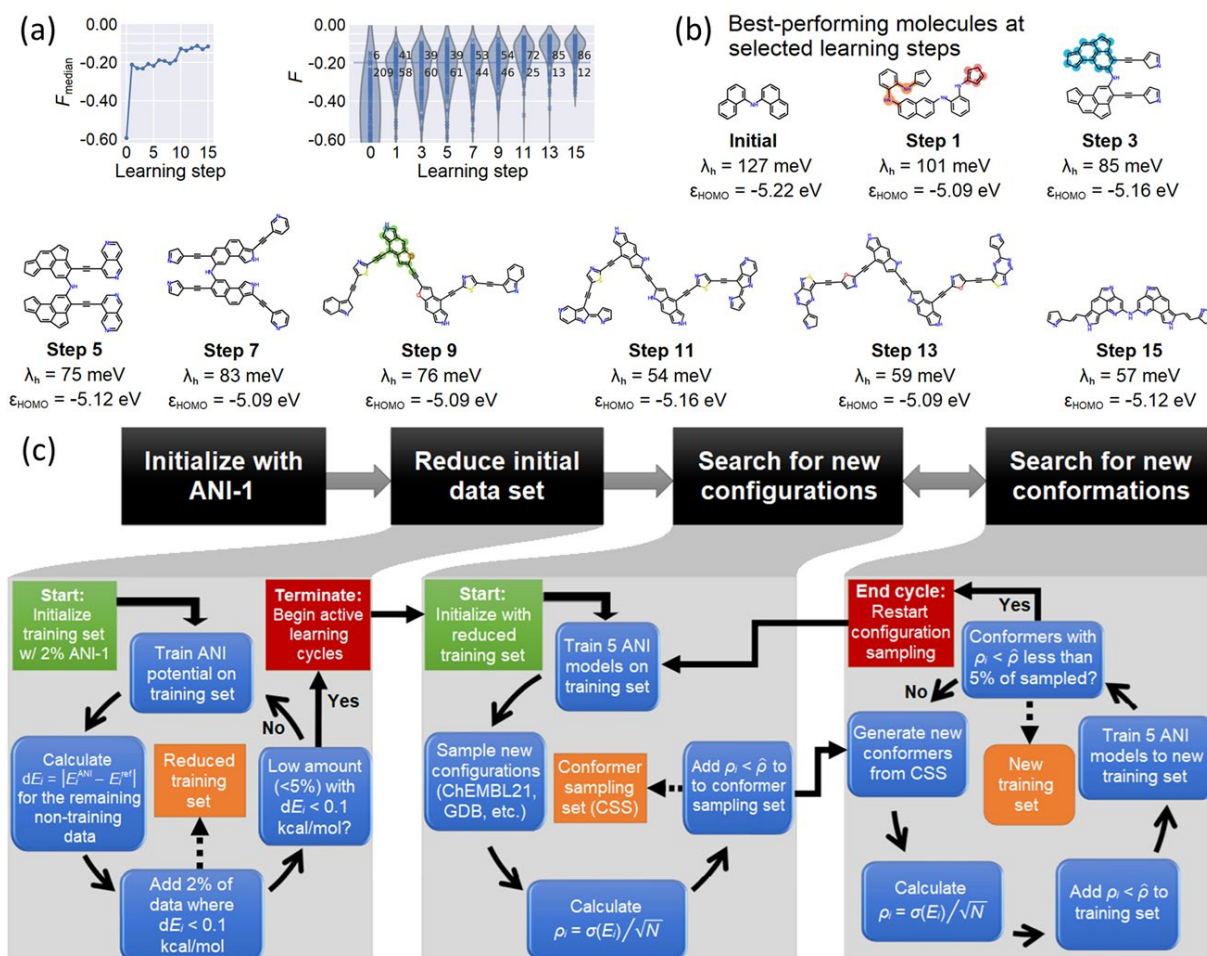 (a)
0.00
-0.20
-0.40
-0.60
F median
0 5 10 15
Learning step
0.00
-0.20
-0.40
-0.60
F
6 41 39 39 53 54 72 85 86
209 58 60 61 44 46 25 13 12
0 1 3 5 7 9 11 13 15
Learning step
(b) Best-performing molecules at
selected learning steps
Initial
λh = 127 meV
εHOMO = -5.22 eV
Step 1
λh = 101 meV
εHOMO = -5.09 eV
Step 3
λh = 85 meV
εHOMO = -5.16 eV
Step 5
λh = 75 meV
εHOMO = -5.12 eV
Step 7
λh = 83 meV
εHOMO = -5.09 eV
Step 9
λh = 76 meV
εHOMO = -5.09 eV
Step 11
λh = 54 meV
εHOMO = -5.16 eV
Step 13
λh = 59 meV
εHOMO = -5.09 eV
Step 15
λh = 57 meV
εHOMO = -5.12 eV
(c)
Initialize with
ANI-1
Reduce initial
data set
Search for new
configurations
Search for new
conformations
Start:
Initialize
training set
w/ 2% ANI-1
Train ANI
potential on
training set
Calculate
dEi = |Ei^ANI − Ei^ref|
for the remaining
non-training
data
Add 2% of
data where
dEi < 0.1
kcal/mol
Reduced
training
set
Low amount
(<5%) with
dEi < 0.1
kcal/mol?
No
Yes
Terminate:
Begin active
learning
cycles
Start:
Initialize with
reduced
training set
Train 5 ANI
models on
training set
Sample new
configurations
(ChEMBL21,
GDB, etc.)
Calculate
ρi = σ(Ei)/√N
Add ρi < ρ̂ to
to conformer
sampling set
Conformer
sampling
set (CSS)
End cycle:
Restart
configuration
sampling
Yes
Conformers with
ρi < ρ̂ less than
5% of sampled?
No
Generate new
conformers
from CSS
Calculate
ρi = σ(Ei)/√N
Add ρi < ρ̂ to
training set
Train 5 ANI
models to new
training set
New
training
set